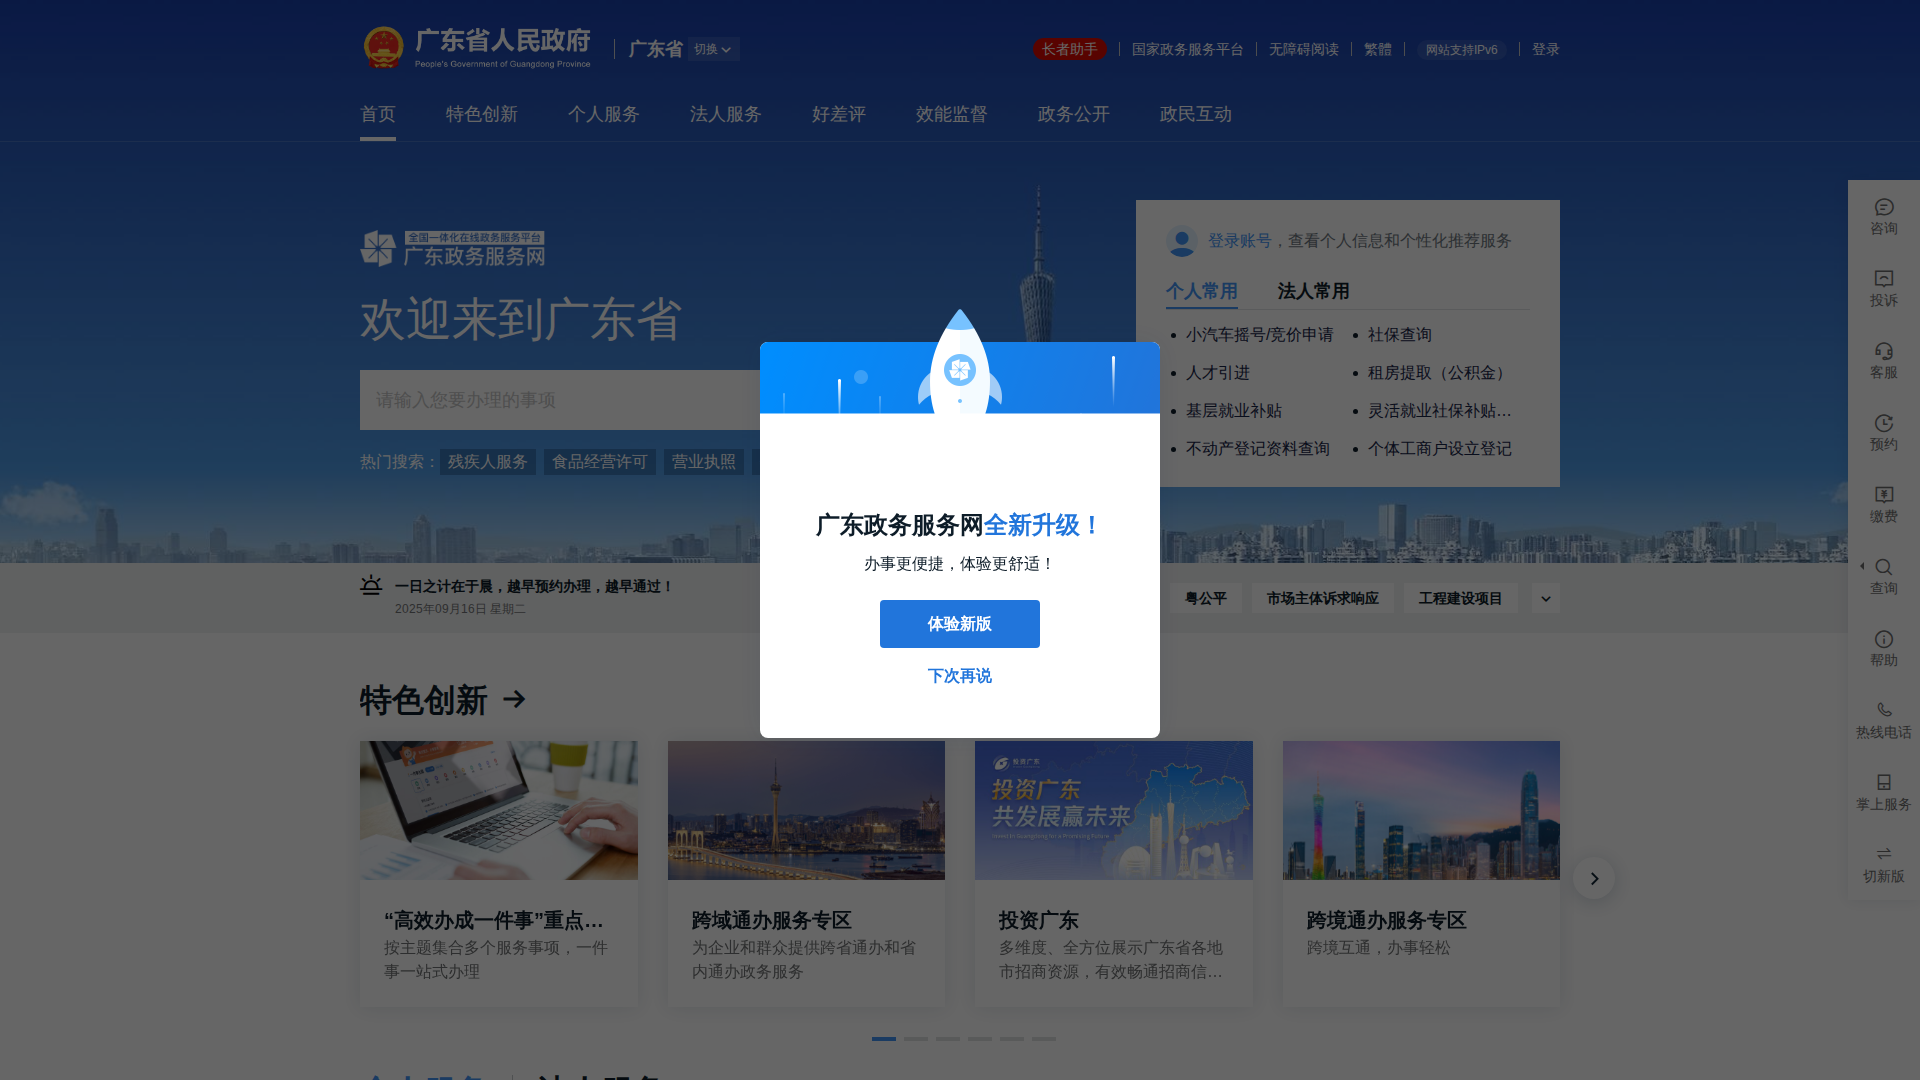 广东省人民政府
People's Government of Guangdong Province
广东省 切换
长者助手 国家政务服务平台 无障碍阅读 繁體 网站支持IPv6 登录
首页 特色创新 个人服务 法人服务 好差评 效能监督 政务公开 政民互动
全国一体化在线政务服务平台
广东政务服务网
欢迎来到广东省
请输入您要办理的事项
热门搜索： 残疾人服务 食品经营许可 营业执照
登录账号，查看个人信息和个性化推荐服务
个人常用 法人常用
小汽车摇号/竞价申请 社保查询
人才引进 租房提取（公积金）
基层就业补贴 灵活就业社保补贴…
不动产登记资料查询 个体工商户设立登记
咨询
投诉
客服
预约
缴费
查询
帮助
热线电话
掌上服务
切新版
广东政务服务网全新升级！
办事更便捷，体验更舒适！
体验新版
下次再说
一日之计在于晨，越早预约办理，越早通过！
2025年09月16日 星期二
粤公平 市场主体诉求响应 工程建设项目
特色创新
投资广东
投资广东
共发展赢未来
“高效办成一件事”重点…
按主题集合多个服务事项，一件
事一站式办理
跨域通办服务专区
为企业和群众提供跨省通办和省
内通办政务服务
投资广东
多维度、全方位展示广东省各地
市招商资源，有效畅通招商信…
跨境通办服务专区
跨境互通，办事轻松